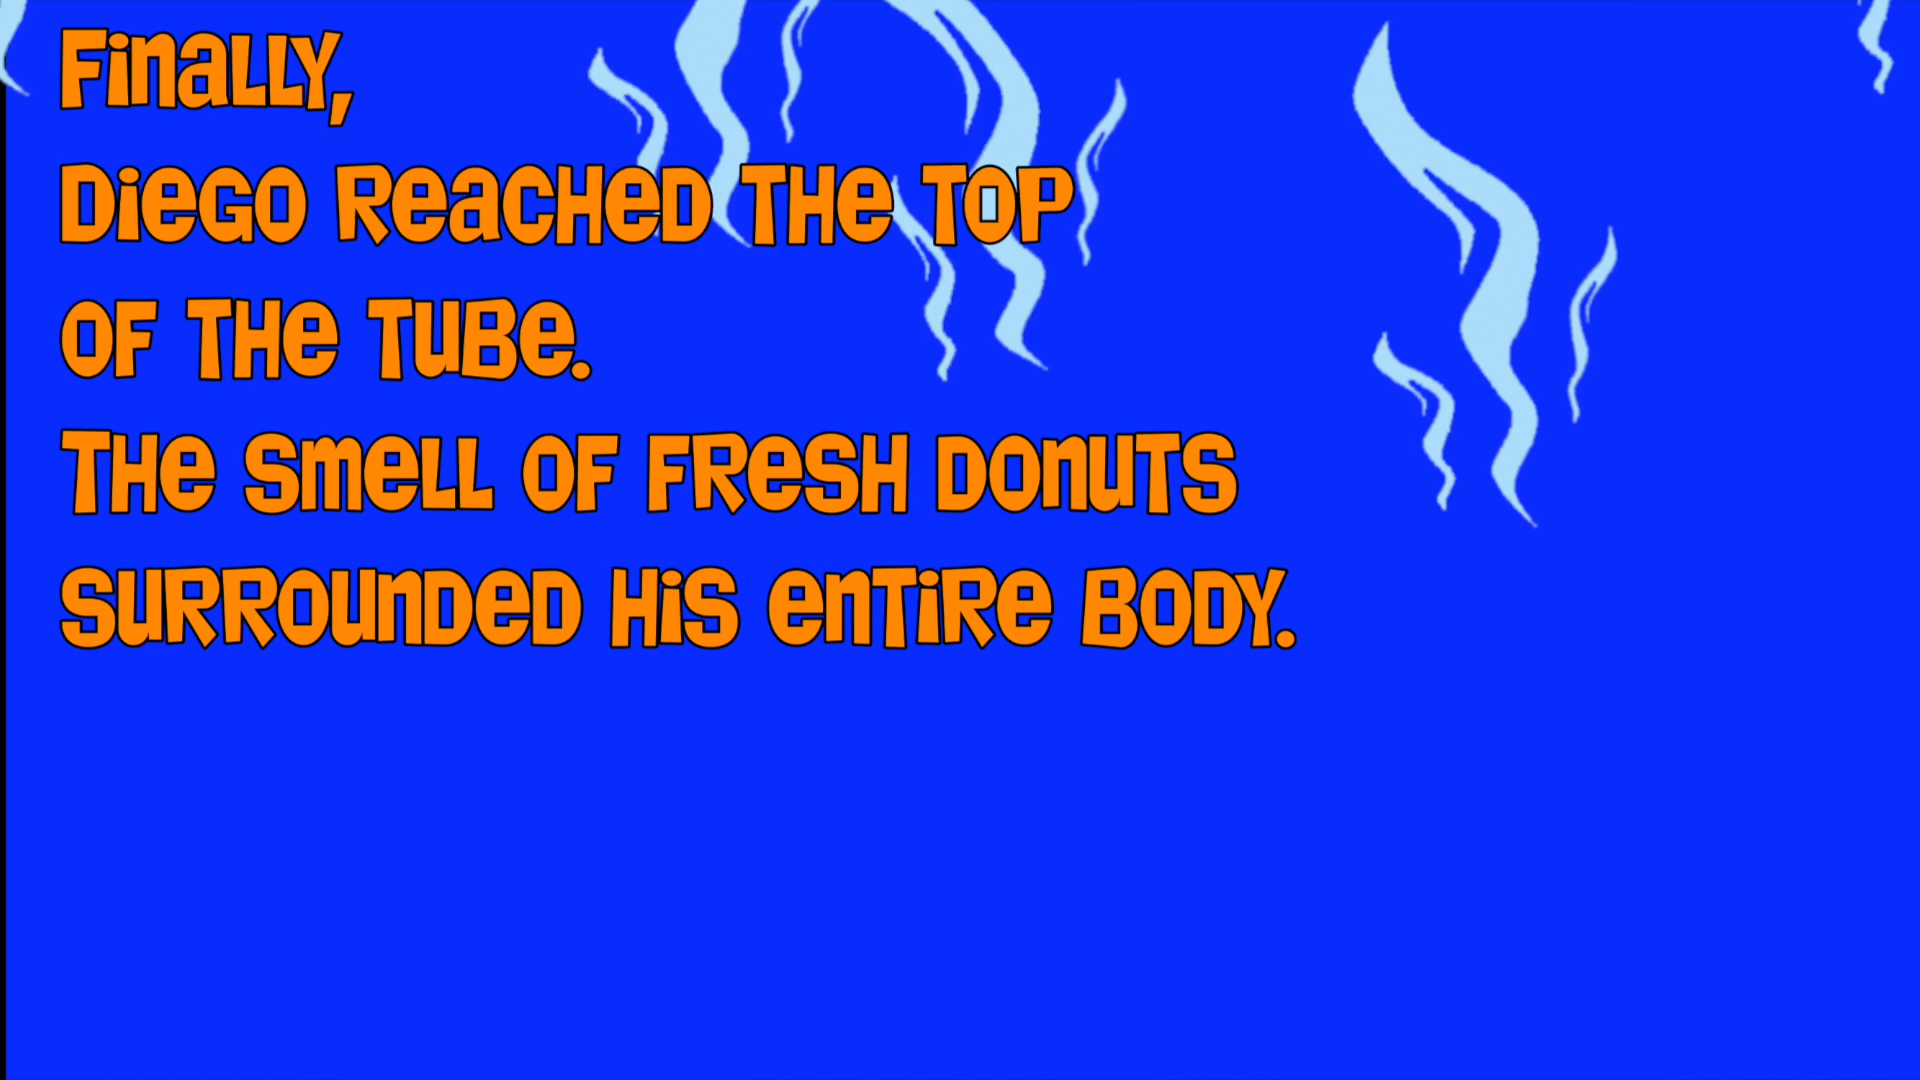 Finally,
Diego reached the top
of the tube.
The smell of fresh donuts
surrounded his entire body.